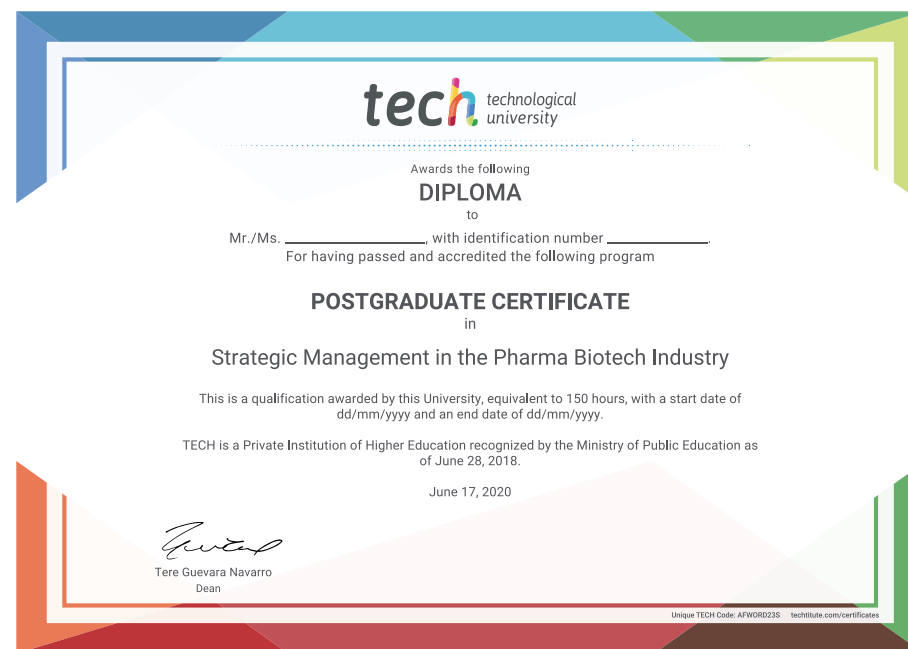 tech technological
university
Awards the following
DIPLOMA
to
Mr./Ms. ____________________, with identification number ______________.
For having passed and accredited the following program
POSTGRADUATE CERTIFICATE
in
Strategic Management in the Pharma Biotech Industry
This is a qualification awarded by this University, equivalent to 150 hours, with a start date of
dd/mm/yyyy and an end date of dd/mm/yyyy.
TECH is a Private Institution of Higher Education recognized by the Ministry of Public Education as
of June 28, 2018.
June 17, 2020
Tere Guevara Navarro
Dean
Unique TECH Code: AFWORD23S techtitute.com/certificates